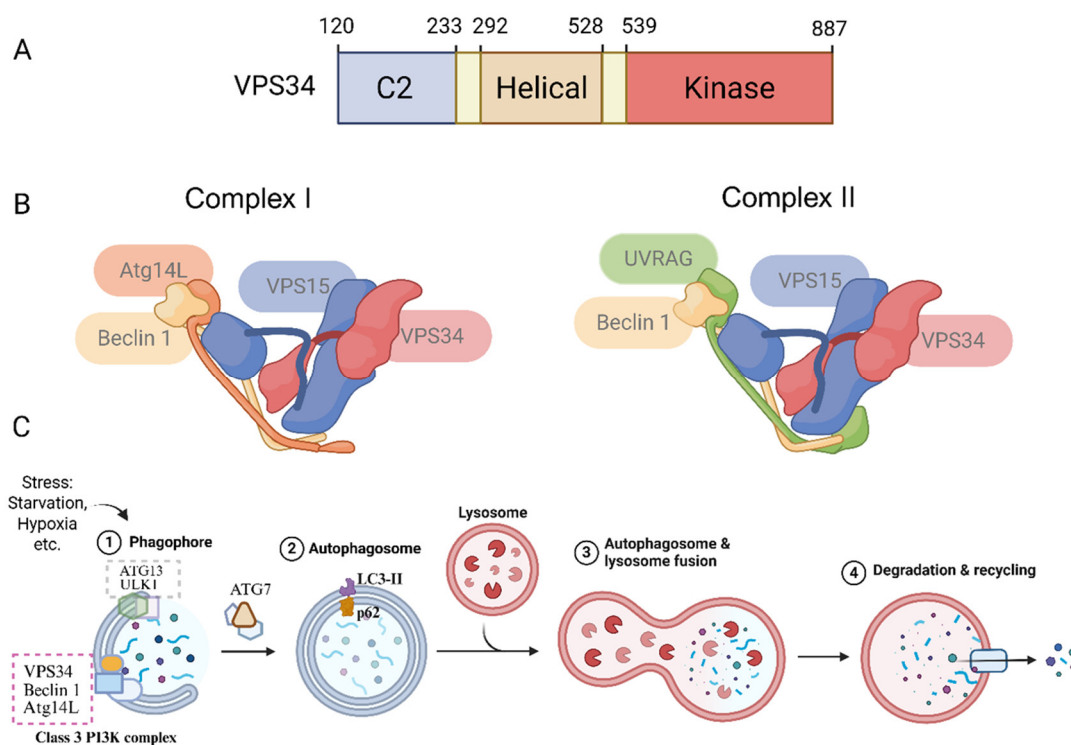 A
120 233 292 528 539 887
VPS34 C2 Helical Kinase
B
Complex I
Atg14L
VPS15
Beclin 1
VPS34
Complex II
UVRAG
VPS15
Beclin 1
VPS34
C
Stress:
Starvation,
Hypoxia
etc.
1 Phagophore
ATG13
ULK1
VPS34
Beclin 1
Atg14L
Class 3 PI3K complex
ATG7
2 Autophagosome
LC3-II
p62
Lysosome
3 Autophagosome &
lysosome fusion
4 Degradation & recycling